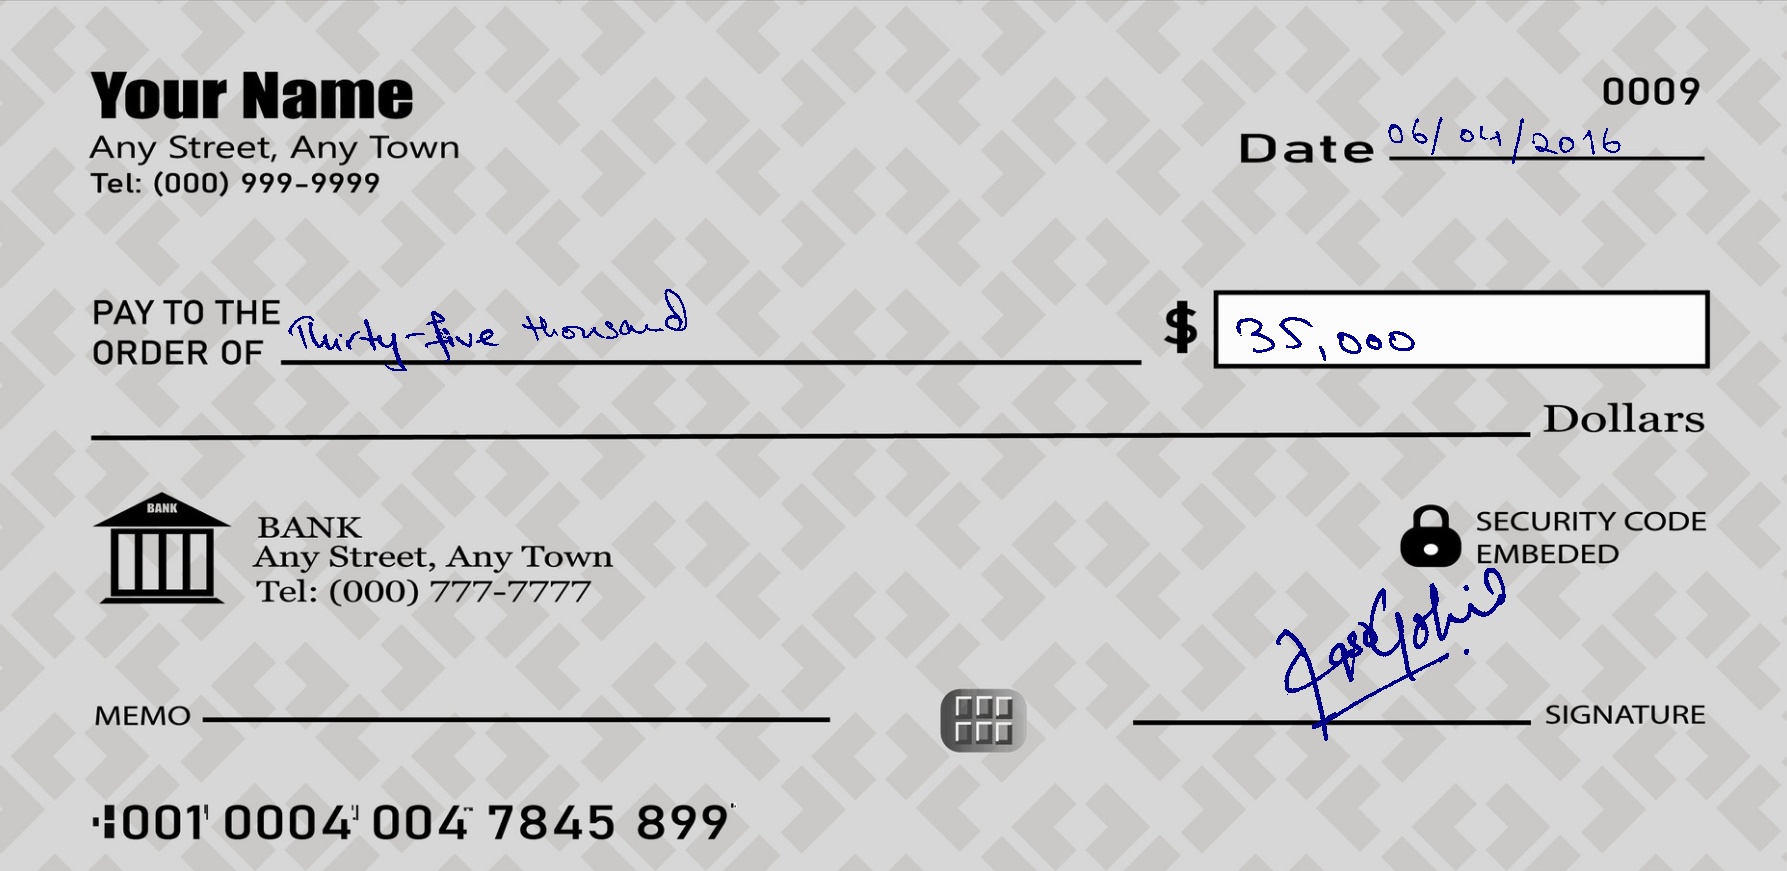 Your Name
0009
Any Street, Any Town
Date 06/04/2016
Tel: (000) 999-9999
PAY TO THE
ORDER OF Thirty-five thousand $ 35,000
Dollars
BANK
BANK
Any Street, Any Town
Tel: (000) 777-7777
SECURITY CODE
EMBEDED
MEMO
SIGNATURE
001 0004 004 7845 899